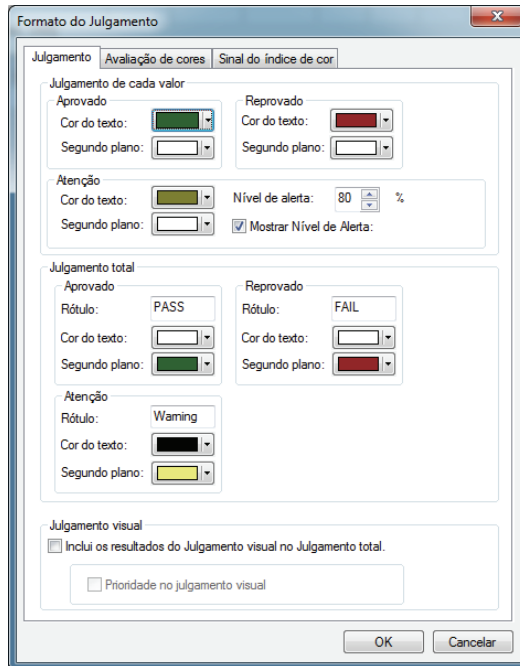 Formato do Julgamento
Julgamento Avaliação de cores Sinal do índice de cor
Julgamento de cada valor
Aprovado
Cor do texto:
Segundo plano:
Reprovado
Cor do texto:
Segundo plano:
Atenção
Cor do texto:
Segundo plano:
Nível de alerta: 80 %
Mostrar Nível de Alerta:
Julgamento total
Aprovado
Rótulo: PASS
Cor do texto:
Segundo plano:
Reprovado
Rótulo: FAIL
Cor do texto:
Segundo plano:
Atenção
Rótulo: Warning
Cor do texto:
Segundo plano:
Julgamento visual
Inclui os resultados do Julgamento visual no Julgamento total.
Prioridade no julgamento visual
OK Cancelar